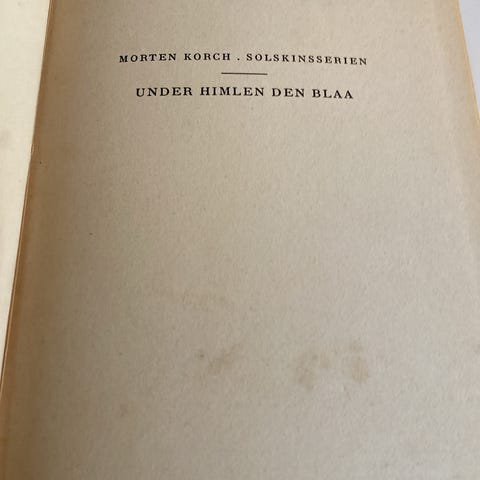 MORTEN KORCH . SOLSKINSSERIEN
UNDER HIMLEN DEN BLAA